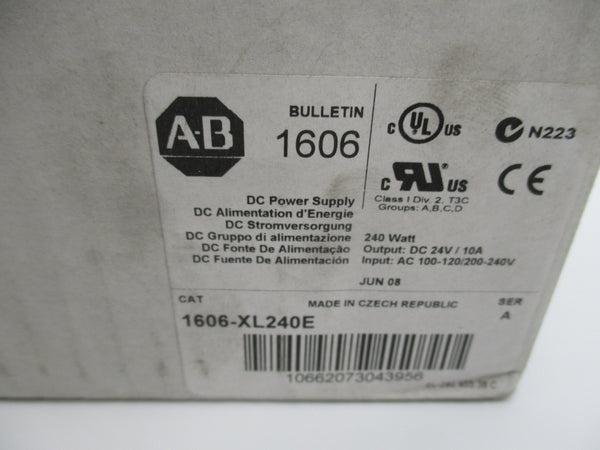 A-B
BULLETIN
1606
C UL US
N223
C UR US
CE
Class I Div. 2, T3C
Groups: A,B,C,D
DC Power Supply
DC Alimentation d'Energie
DC Stromversorgung
DC Gruppo di alimentazione
DC Fonte De Alimentação
DC Fuente De Alimentación
240 Watt
Output: DC 24V / 10A
Input: AC 100-120/200-240V
JUN 08
CAT
MADE IN CZECH REPUBLIC
SER
1606-XL240E
A
10662073043956